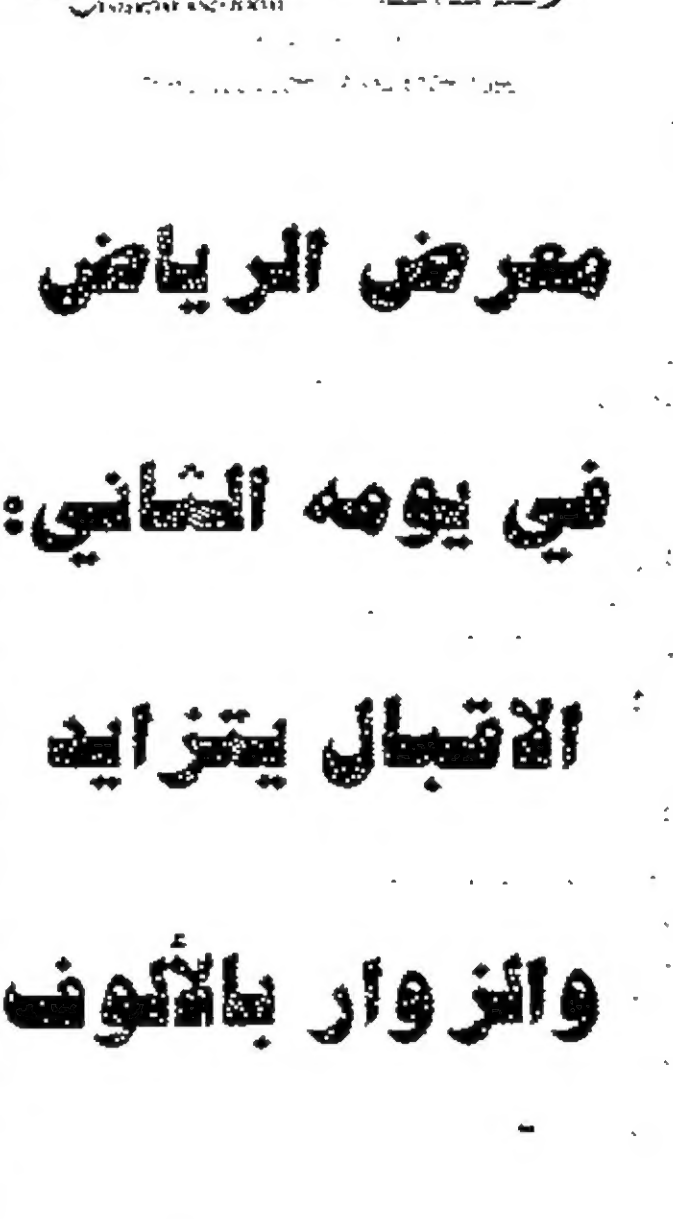 معرض الرياض
في يومه الثاني:
الاقبال يتزايد
والزوار بالألوف